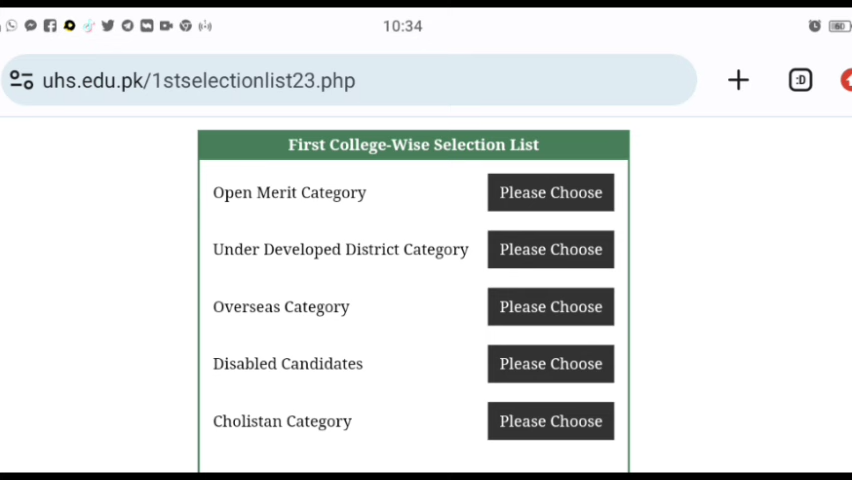 10:34
60
uhs.edu.pk/1stselectionlist23.php
:D
First College-Wise Selection List
Open Merit Category Please Choose
Under Developed District Category Please Choose
Overseas Category Please Choose
Disabled Candidates Please Choose
Cholistan Category Please Choose